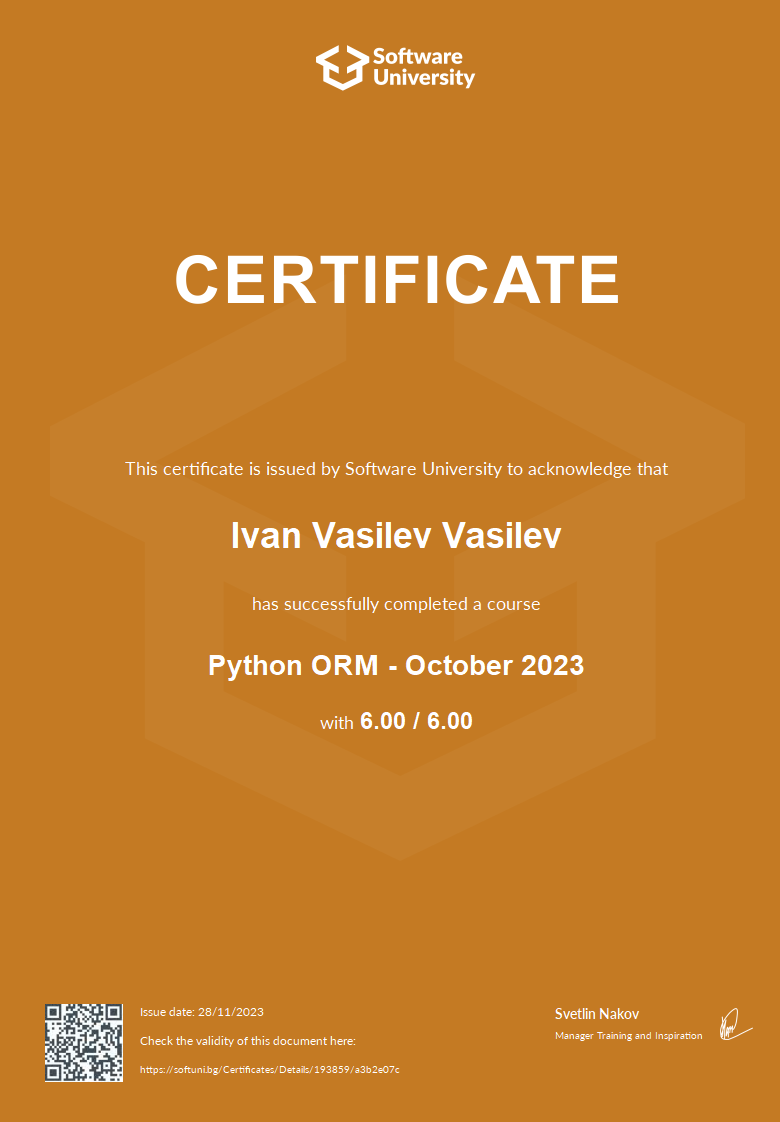 Software
University
CERTIFICATE
This certificate is issued by Software University to acknowledge that
Ivan Vasilev Vasilev
has successfully completed a course
Python ORM - October 2023
with 6.00 / 6.00
Issue date: 28/11/2023
Check the validity of this document here:
https://softuni.bg/Certificates/Details/193859/a3b2e07c
Svetlin Nakov
Manager Training and Inspiration